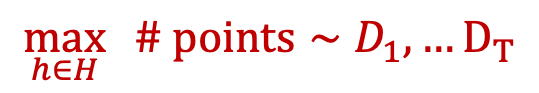 max # points ~ D₁, … D_T
h∈H